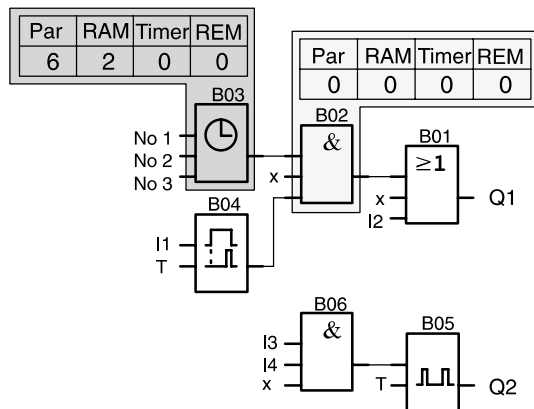 Par RAM Timer REM
6 2 0 0
Par RAM Timer REM
0 0 0 0
B03
No 1
No 2
No 3
B02
&
x
B01
≥1
x
I2
Q1
B04
I1
T
B06
&
I3
I4
x
B05
T
Q2